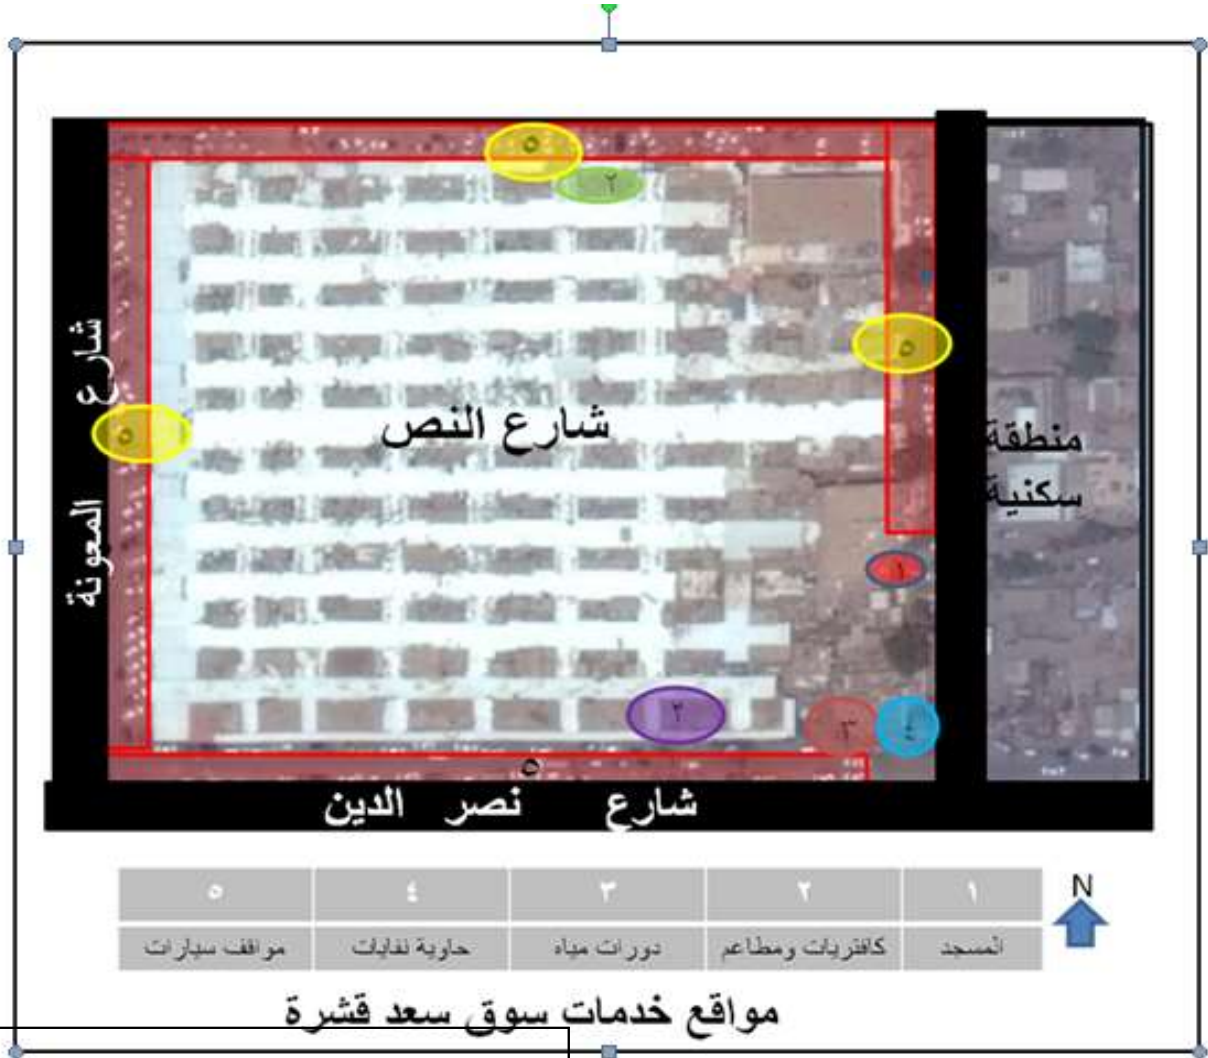 ٥
٢
٥
شارع المعونة
شارع النص
٥
منطقة
سكنية
١
٢
٣
٤
٥
شارع نصر الدين
١ ٢ ٣ ٤ ٥
المسجد كافتريات ومطاعم دورات مياه حاوية نفايات مواقف سيارات
N
مواقع خدمات سوق سعد قشرة